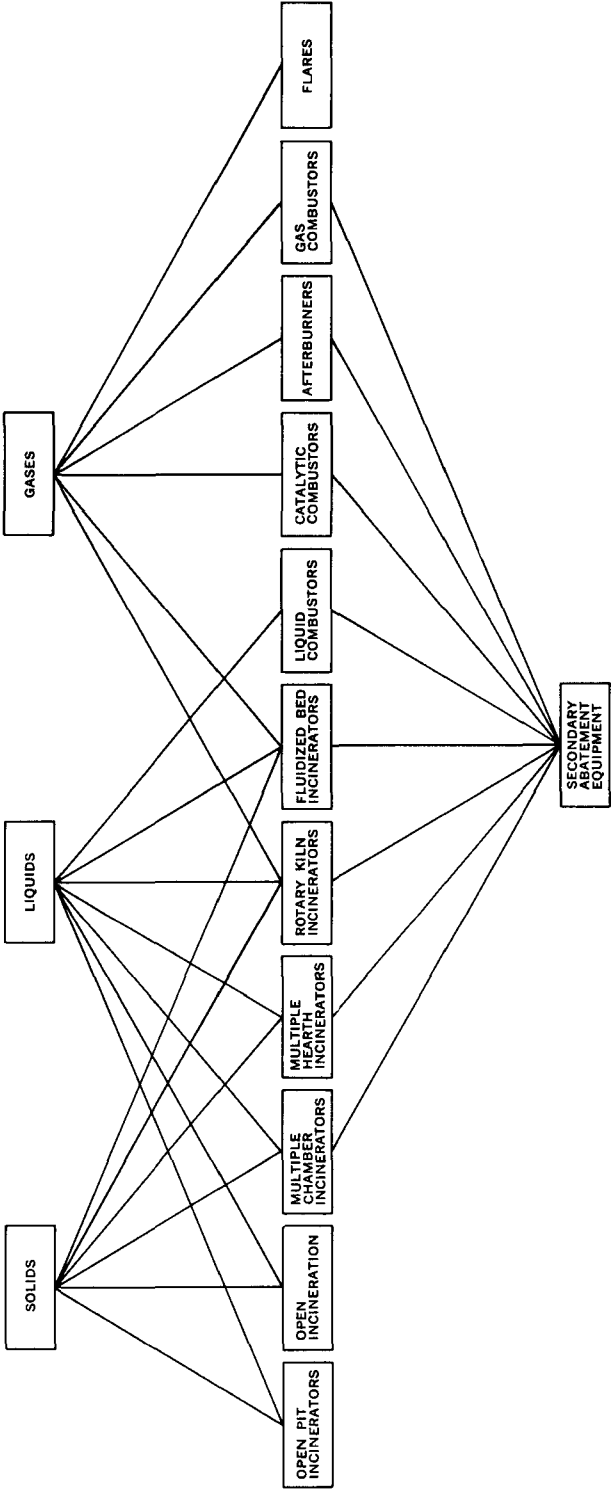 SOLIDS
LIQUIDS
GASES
OPEN PIT
INCINERATORS
OPEN
INCINERATION
MULTIPLE
CHAMBER
INCINERATORS
MULTIPLE
HEARTH
INCINERATORS
ROTARY KILN
INCINERATORS
FLUIDIZED BED
INCINERATORS
LIQUID
COMBUSTORS
CATALYTIC
COMBUSTORS
AFTERBURNERS
GAS
COMBUSTORS
FLARES
SECONDARY
ABATEMENT
EQUIPMENT